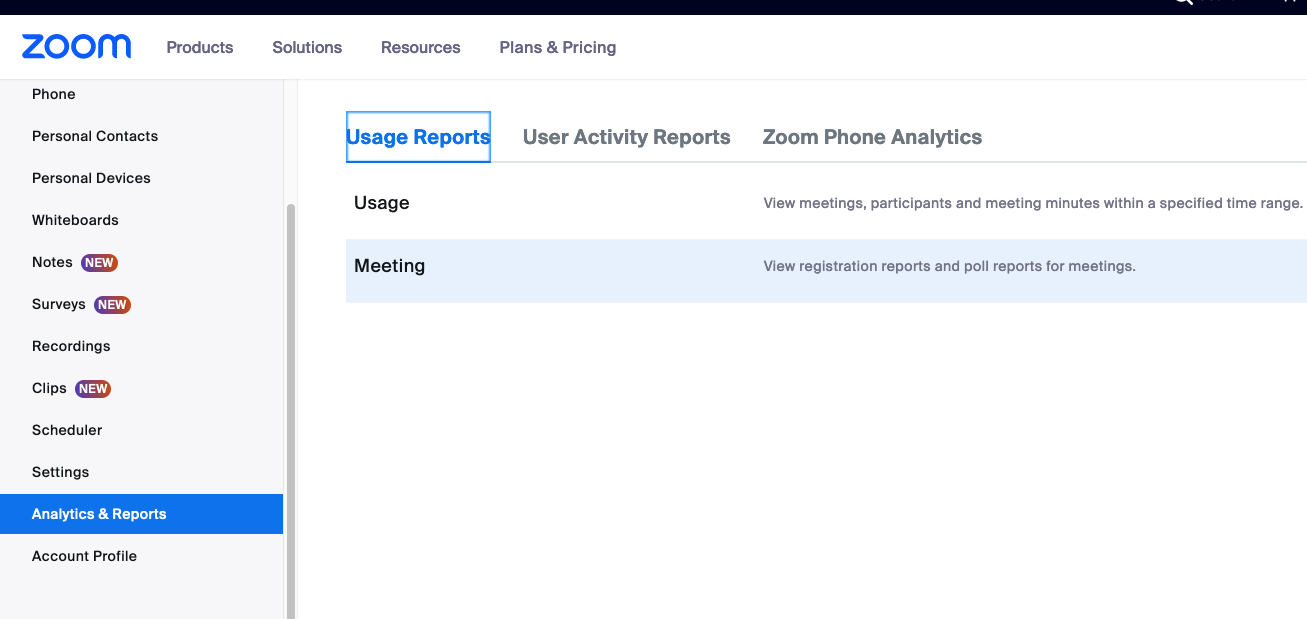 zoom Products Solutions Resources Plans & Pricing
Phone
Personal Contacts
Personal Devices
Whiteboards
Notes NEW
Surveys NEW
Recordings
Clips NEW
Scheduler
Settings
Analytics & Reports
Account Profile
Usage Reports User Activity Reports Zoom Phone Analytics
Usage View meetings, participants and meeting minutes within a specified time range.
Meeting View registration reports and poll reports for meetings.